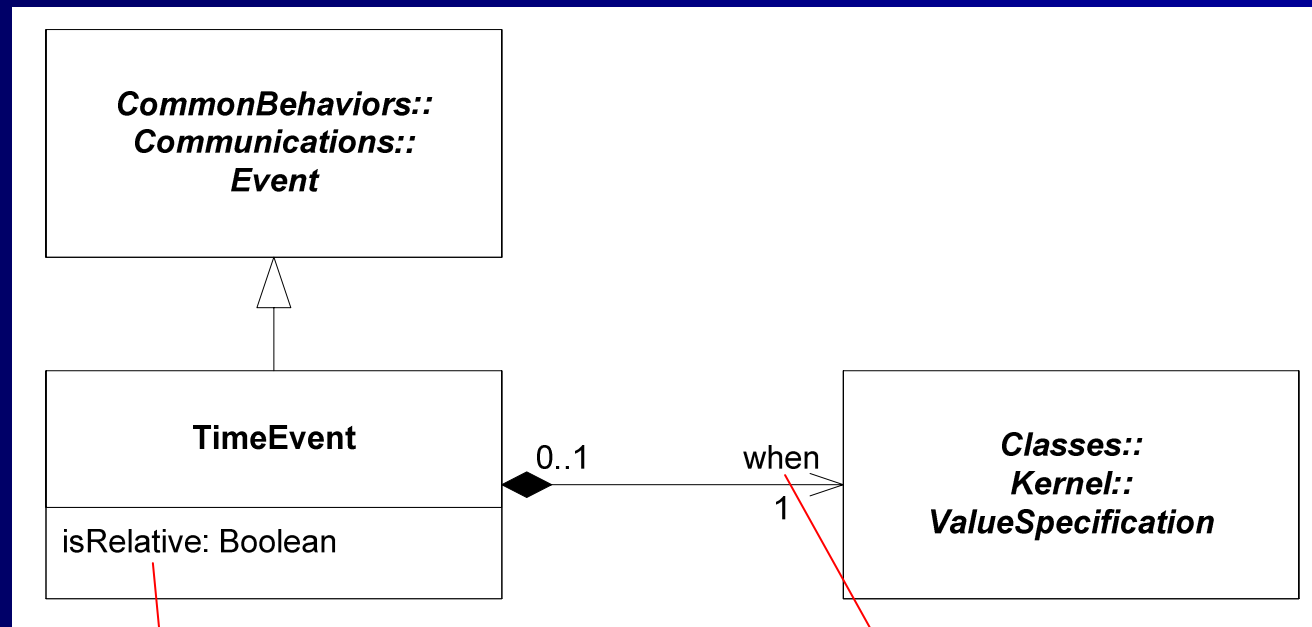 CommonBehaviors::
Communications::
Event
TimeEvent
isRelative: Boolean
0..1
when
1
Classes::
Kernel::
ValueSpecification